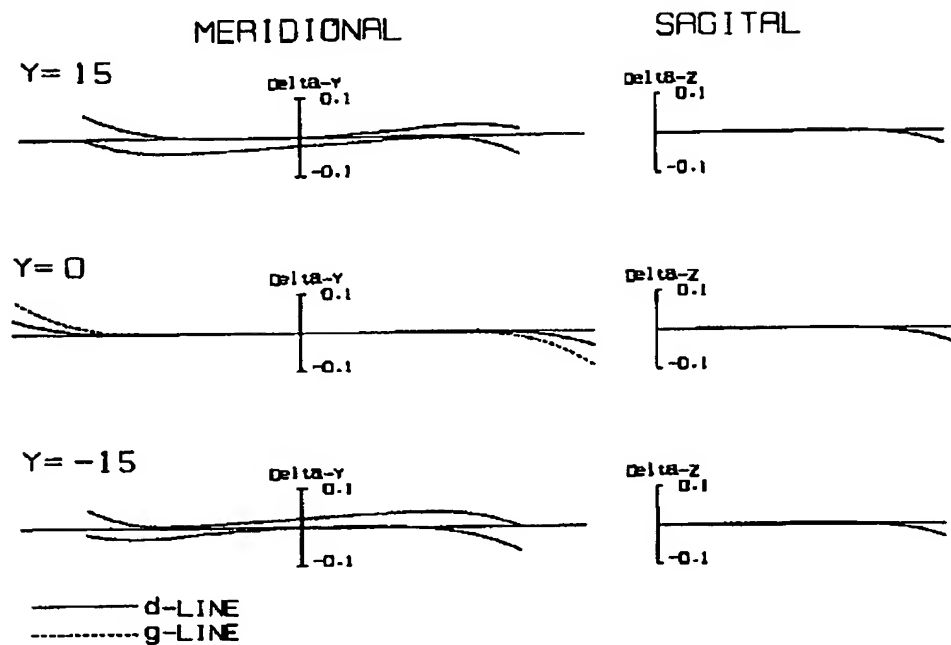 MERIDIONAL SAGITAL
Y= 15
Delta-Y
0.1
-0.1
Delta-Z
0.1
-0.1
Y= 0
Delta-Y
0.1
-0.1
Delta-Z
0.1
-0.1
Y= -15
Delta-Y
0.1
-0.1
Delta-Z
0.1
-0.1
d-LINE
g-LINE